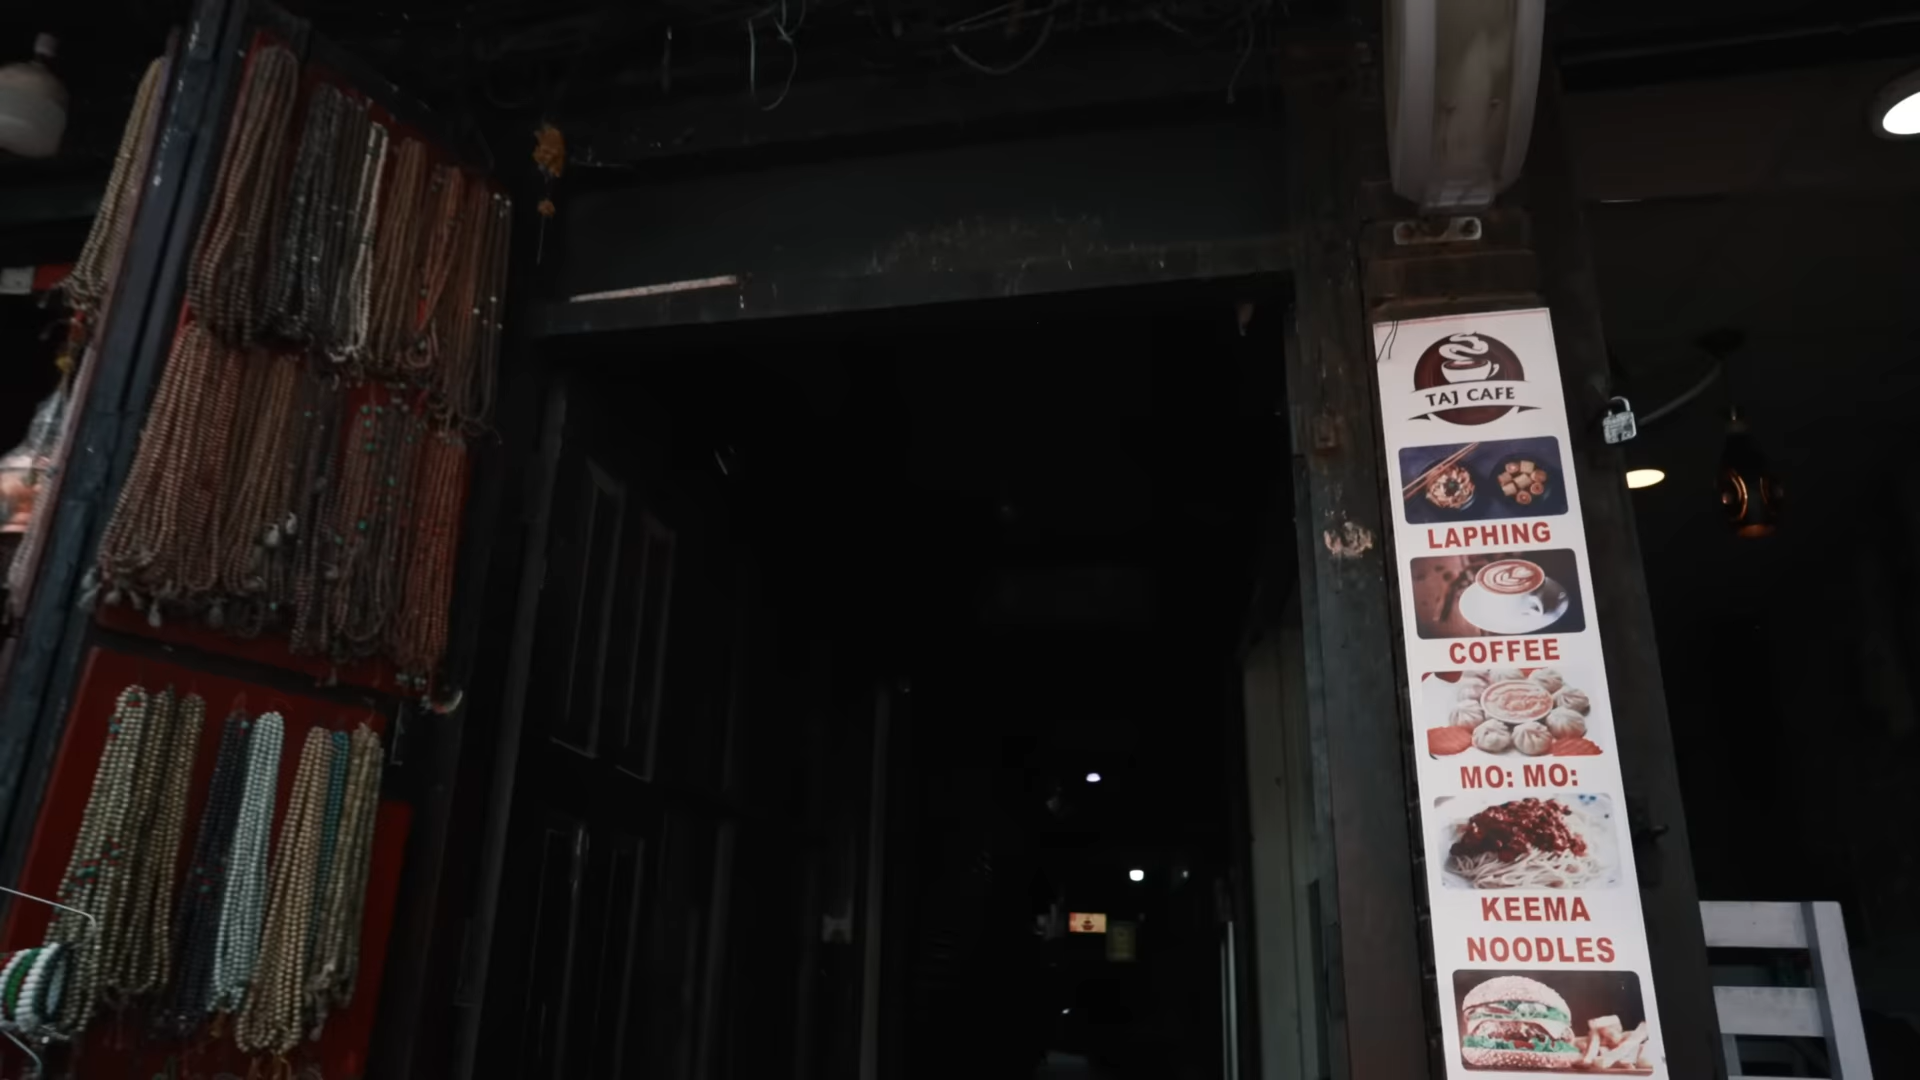 TAJ CAFE
LAPHING
COFFEE
MO: MO:
KEEMA
NOODLES